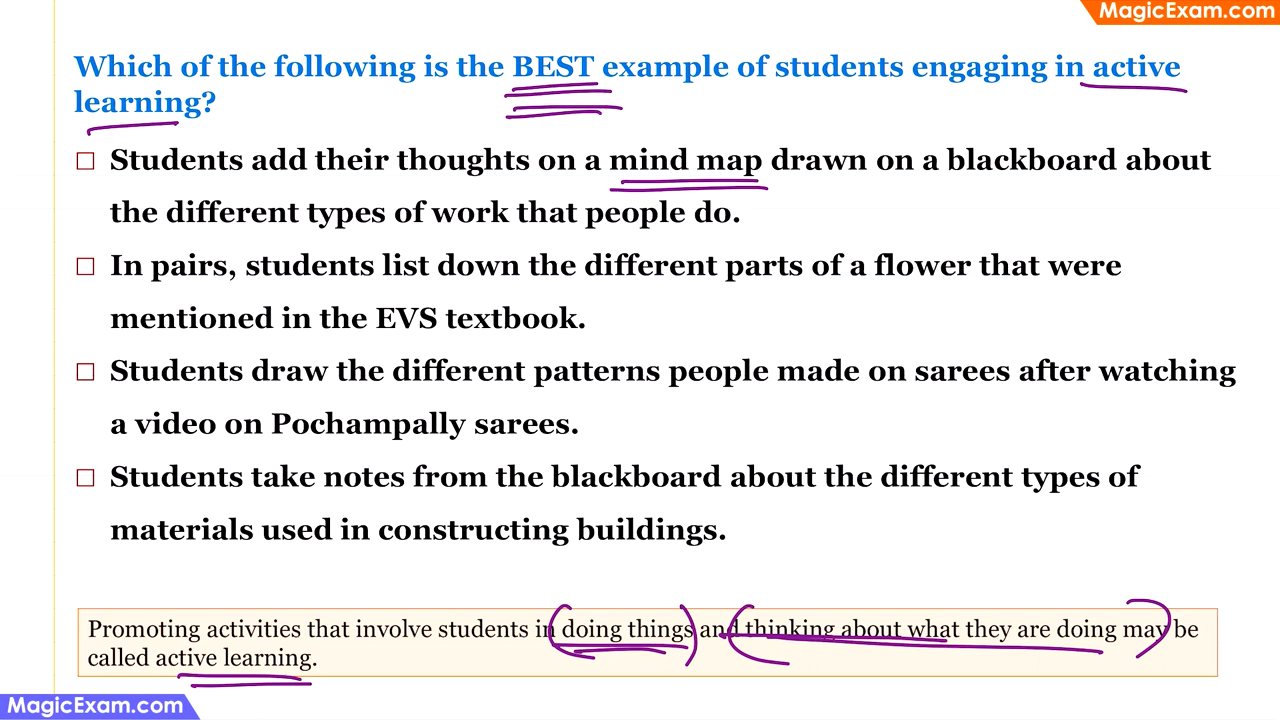 MagicExam.com
Which of the following is the BEST example of students engaging in active
learning?
□ Students add their thoughts on a mind map drawn on a blackboard about
the different types of work that people do.
□ In pairs, students list down the different parts of a flower that were
mentioned in the EVS textbook.
□ Students draw the different patterns people made on sarees after watching
a video on Pochampally sarees.
□ Students take notes from the blackboard about the different types of
materials used in constructing buildings.
Promoting activities that involve students in doing things and thinking about what they are doing may be
called active learning.
MagicExam.com